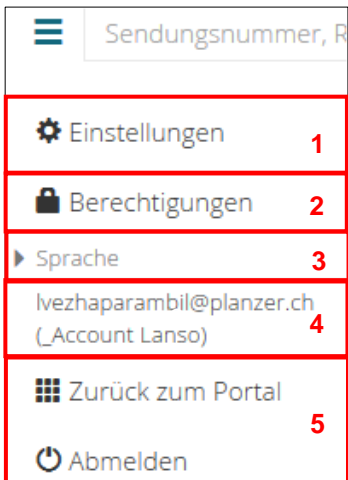 Sendungsnummer, R
Einstellungen
1
Berechtigungen
2
Sprache
3
lvezhaparambil@planzer.ch
(_Account Lanso)
4
Zurück zum Portal
5
Abmelden